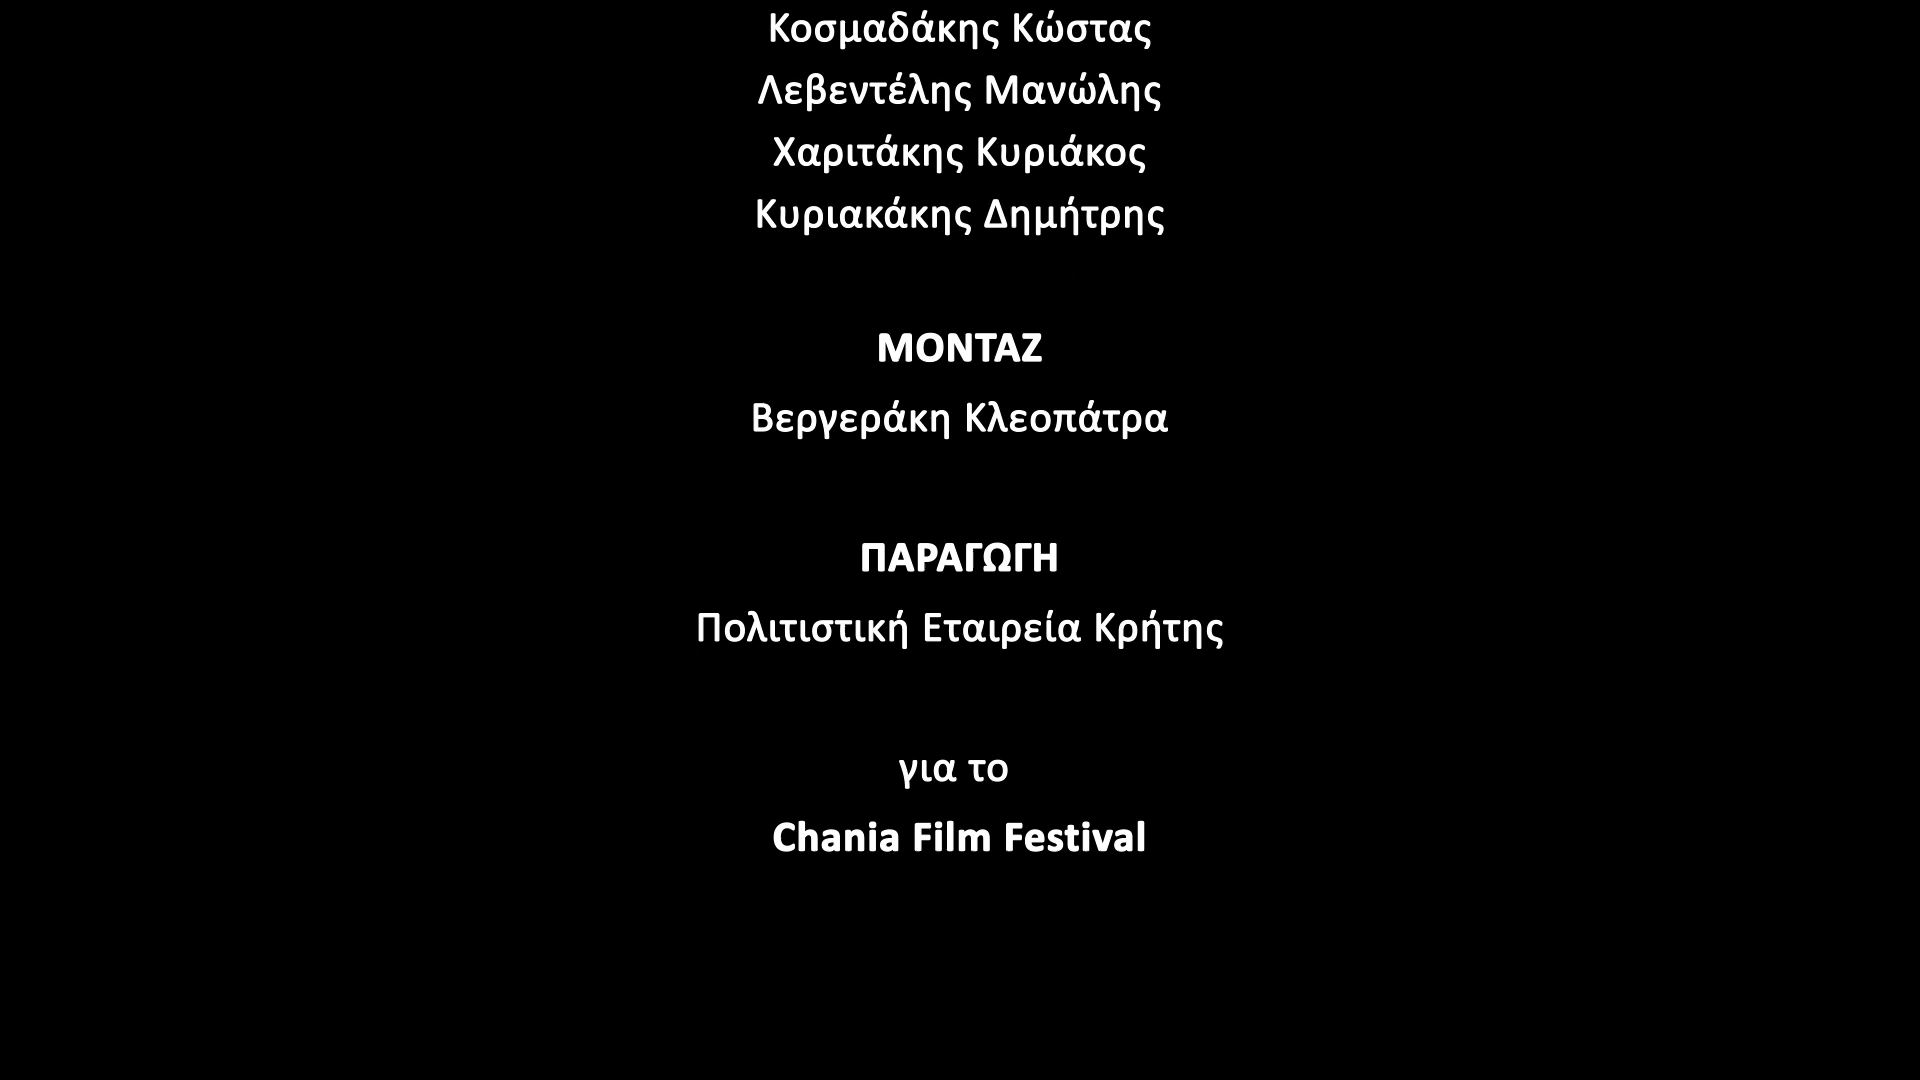 Κοσμαδάκης Κώστας
Λεβεντέλης Μανώλης
Χαριτάκης Κυριάκος
Κυριακάκης Δημήτρης
ΜΟΝΤΑΖ
Βεργεράκη Κλεοπάτρα
ΠΑΡΑΓΩΓΗ
Πολιτιστική Εταιρεία Κρήτης
για το
Chania Film Festival